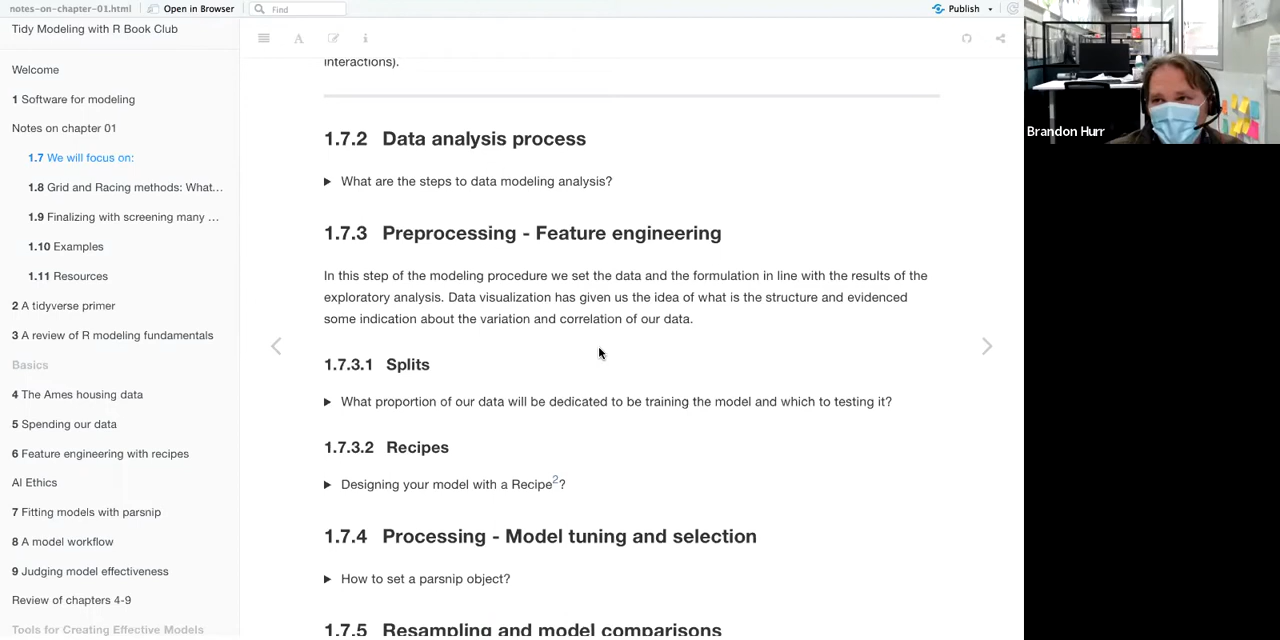 notes-on-chapter-01.html
Open in Browser
Find
Publish
Tidy Modeling with R Book Club
Welcome
1 Software for modeling
Notes on chapter 01
1.7 We will focus on:
1.8 Grid and Racing methods: What...
1.9 Finalizing with screening many ...
1.10 Examples
1.11 Resources
2 A tidyverse primer
3 A review of R modeling fundamentals
Basics
4 The Ames housing data
5 Spending our data
6 Feature engineering with recipes
AI Ethics
7 Fitting models with parsnip
8 A model workflow
9 Judging model effectiveness
Review of chapters 4-9
Tools for Creating Effective Models
interactions).
1.7.2 Data analysis process
What are the steps to data modeling analysis?
1.7.3 Preprocessing - Feature engineering
In this step of the modeling procedure we set the data and the formulation in line with the results of the
exploratory analysis. Data visualization has given us the idea of what is the structure and evidenced
some indication about the variation and correlation of our data.
1.7.3.1 Splits
What proportion of our data will be dedicated to be training the model and which to testing it?
1.7.3.2 Recipes
Designing your model with a Recipe2?
1.7.4 Processing - Model tuning and selection
How to set a parsnip object?
1.7.5 Resampling and model comparisons
Brandon Hurr